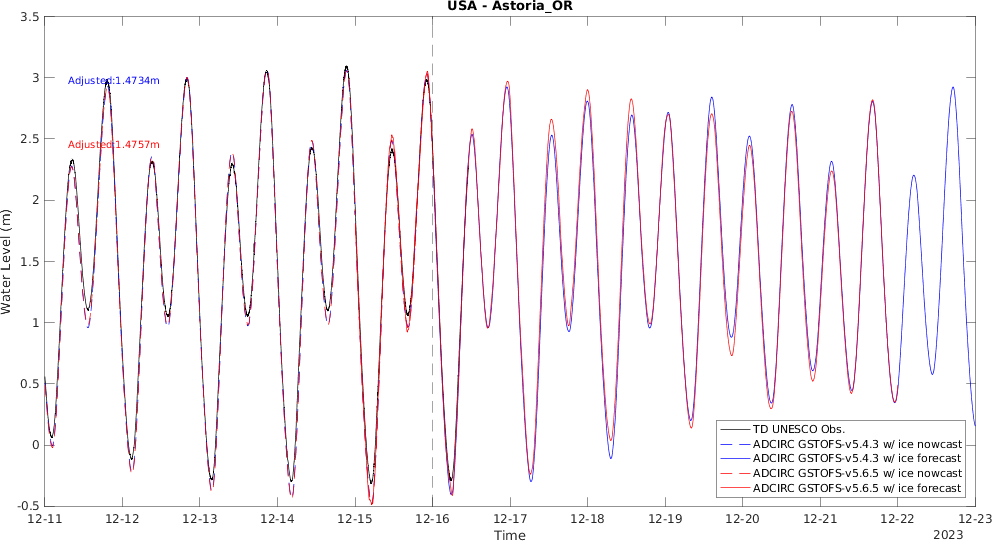 USA - Astoria_OR
3.5
3
2.5
2
1.5
1
0.5
0
-0.5
Water Level (m)
Adjusted:1.4734m
Adjusted:1.4757m
TD UNESCO Obs.
ADCIRC GSTOFS-v5.4.3 w/ ice nowcast
ADCIRC GSTOFS-v5.4.3 w/ ice forecast
ADCIRC GSTOFS-v5.6.5 w/ ice nowcast
ADCIRC GSTOFS-v5.6.5 w/ ice forecast
12-11 12-12 12-13 12-14 12-15 12-16 12-17 12-18 12-19 12-20 12-21 12-22 12-23
Time
2023